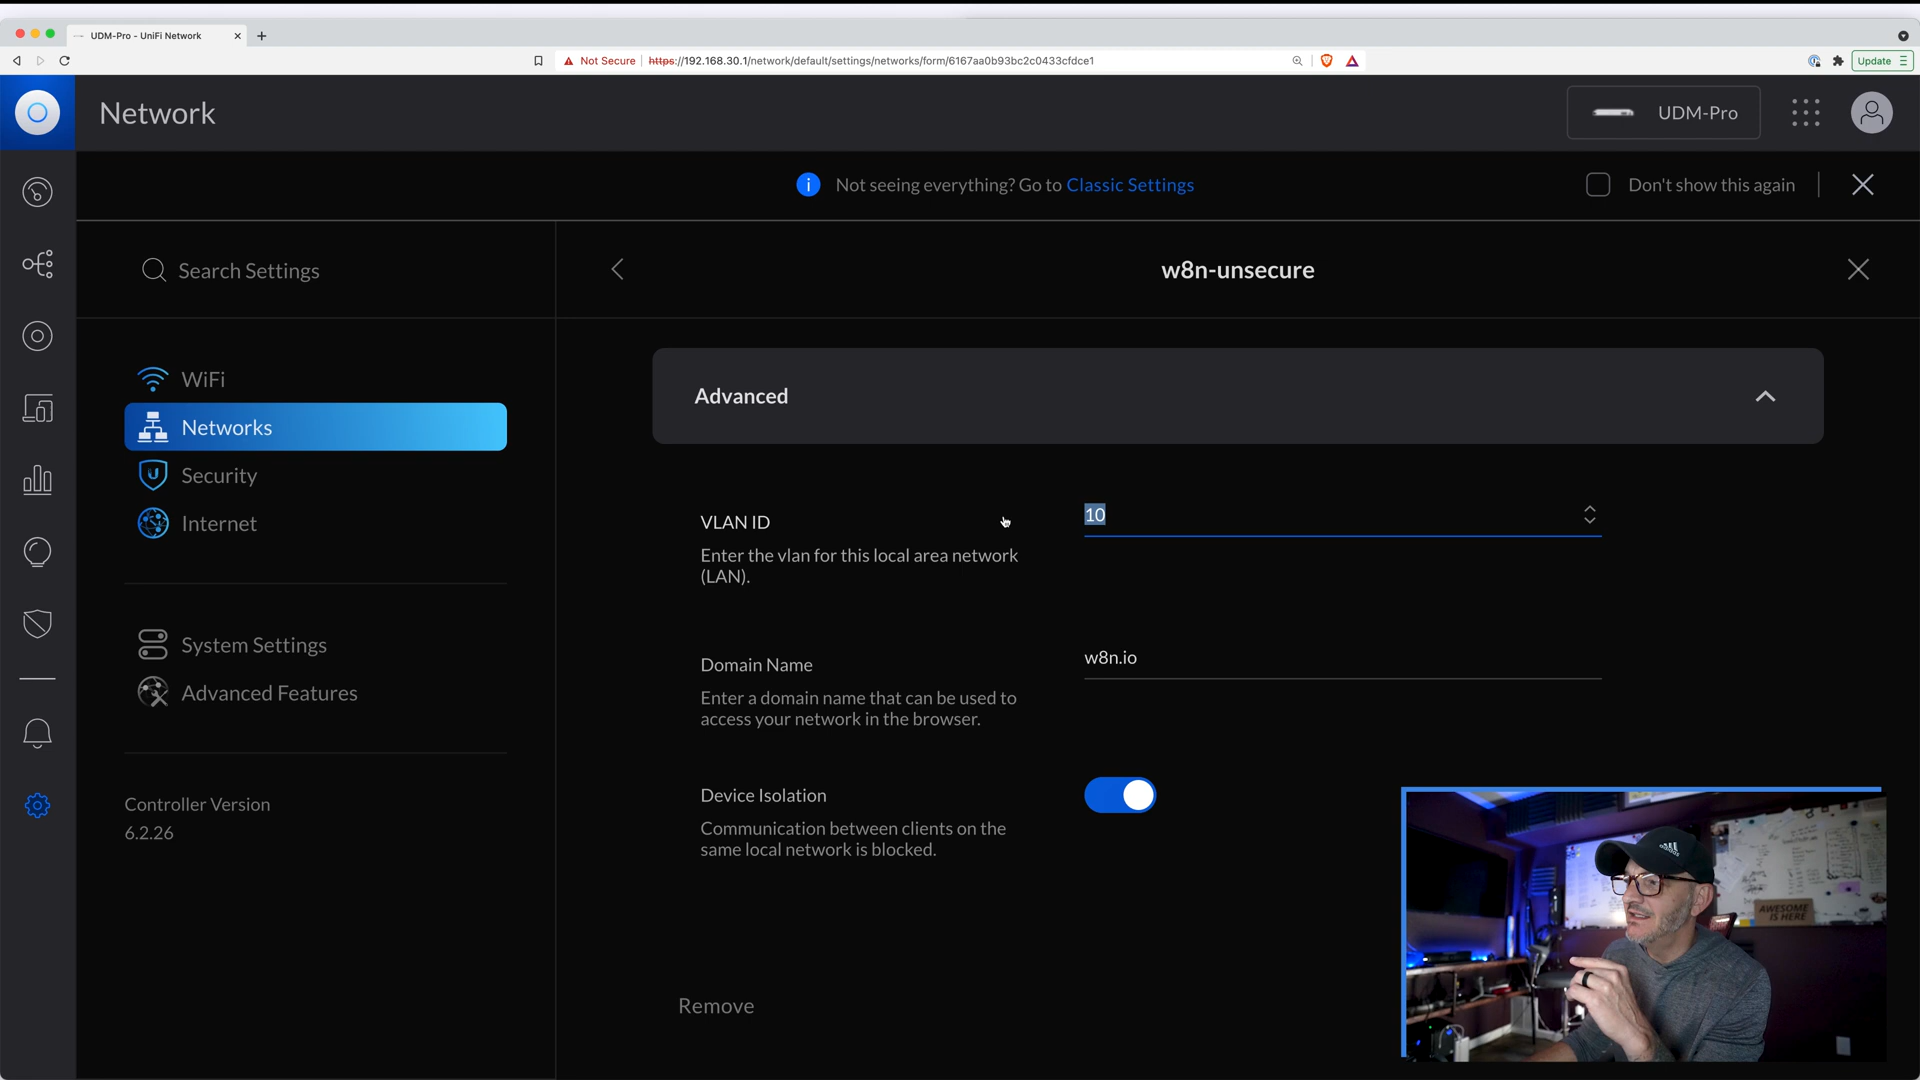 UDM-Pro - UniFi Network
Not Secure
https://192.168.30.1/network/default/settings/networks/form/6167aa0b93bc2c0433cfdce1
Update
Network
UDM-Pro
Not seeing everything? Go to Classic Settings
Don't show this again
Search Settings
w8n-unsecure
WiFi
Networks
Security
Internet
System Settings
Advanced Features
Controller Version
6.2.26
Advanced
VLAN ID
10
Enter the vlan for this local area network
(LAN).
Domain Name
w8n.io
Enter a domain name that can be used to
access your network in the browser.
Device Isolation
Communication between clients on the
same local network is blocked.
Remove
AWESOME
IS HERE